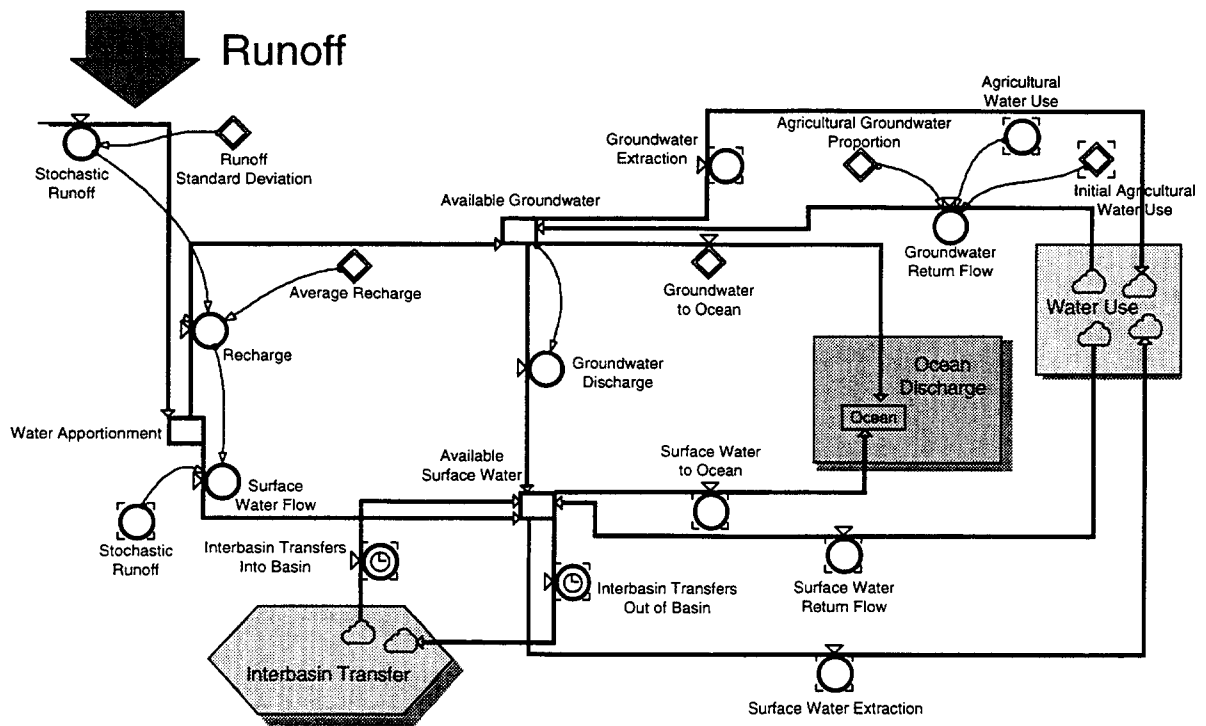 Runoff
Stochastic
Runoff
Runoff
Standard Deviation
Groundwater
Extraction
Agricultural Groundwater
Proportion
Agricultural
Water Use
Initial Agricultural
Water Use
Available Groundwater
Groundwater
Return Flow
Average Recharge
Groundwater
to Ocean
Water Use
Recharge
Groundwater
Discharge
Ocean
Discharge
Ocean
Water Apportionment
Available
Surface Water
Surface Water
to Ocean
Surface
Water Flow
Stochastic
Runoff
Interbasin Transfers
Into Basin
Interbasin Transfers
Out of Basin
Surface Water
Return Flow
Interbasin Transfer
Surface Water Extraction